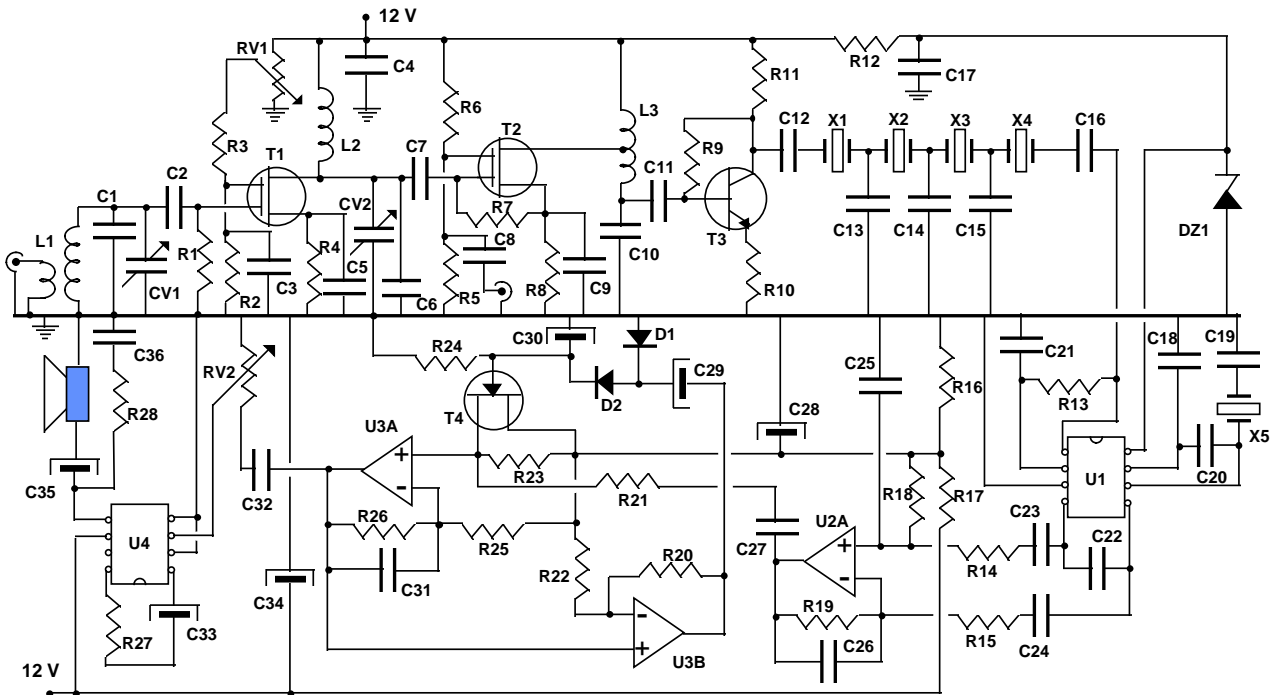 12 V
RV1
C4
R11
R12
C17
R6
L3
R3
T1
L2
C7
T2
C12
X1
X2
X3
X4
C16
C2
R9
C1
C11
L1
CV2
R7
T3
C13
C14
C15
DZ1
R1
R4
C8
C10
CV1
R2
C3
C5
C6
R5
R8
C9
R10
C36
R24
C30
D1
C18
C19
RV2
C29
C25
R16
C21
R28
T4
D2
R13
C28
X5
U3A
+
-
C35
C32
R23
R21
R18
R17
U1
C20
R26
U2A
C23
U4
R25
C27
+
-
C22
R22
R20
R14
C31
C34
R19
-
+
R27
C33
C26
R15
C24
U3B
12 V